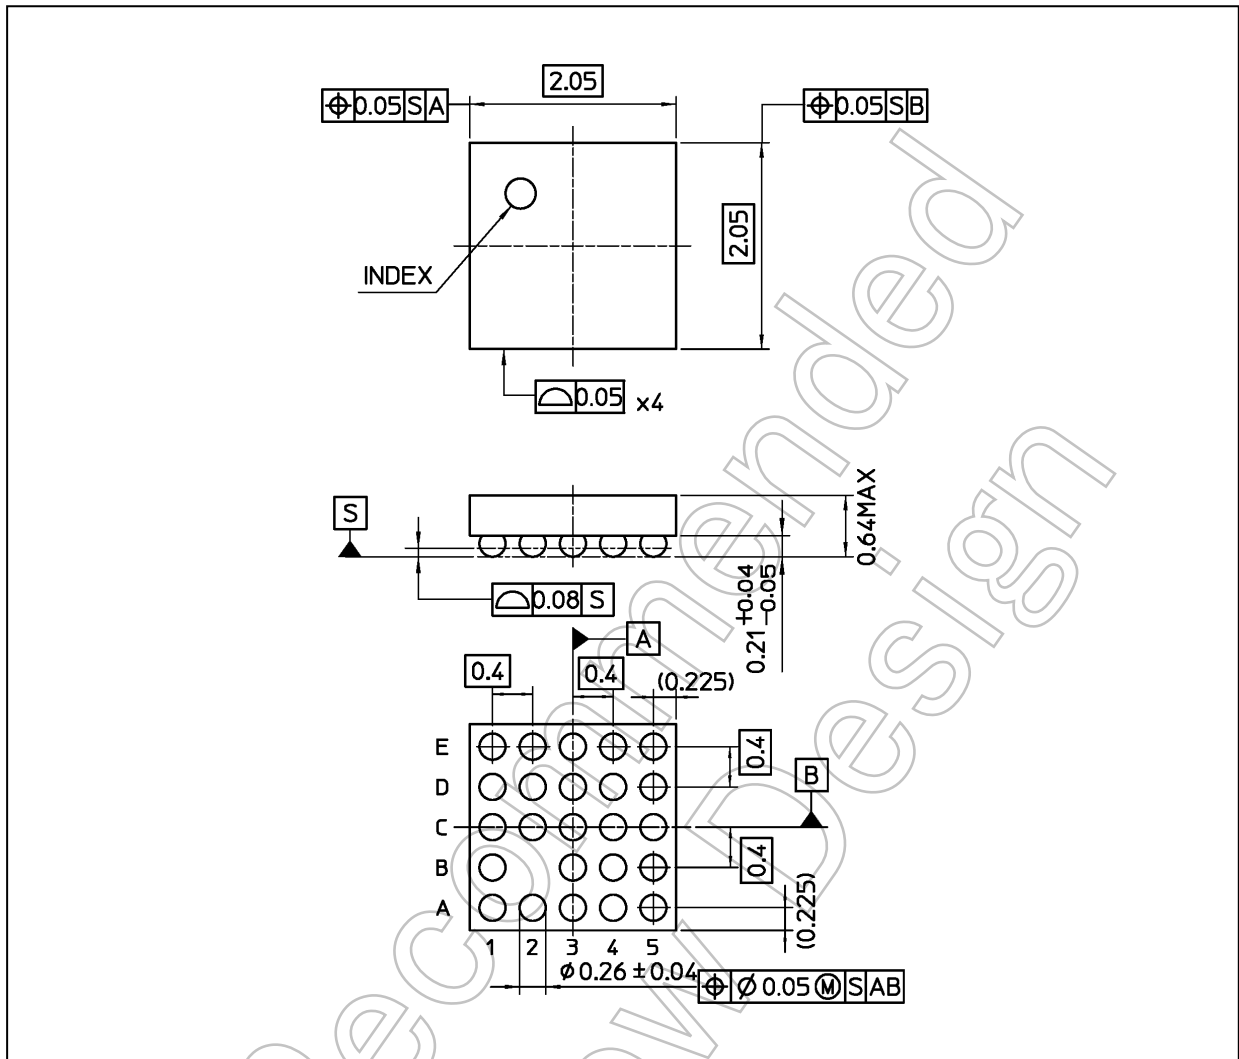 2.05
⌖ 0.05 S A
⌖ 0.05 S B
2.05
INDEX
⌓ 0.05 x4
S
0.64MAX
⌓ 0.08 S
0.21 +0.04 -0.05
A
0.4
0.4
(0.225)
E
0.4
D
B
C
B
0.4
A
(0.225)
1 2 3 4 5
ø0.26±0.04
⌖ Ø 0.05 Ⓜ S AB
ecommended
w Design